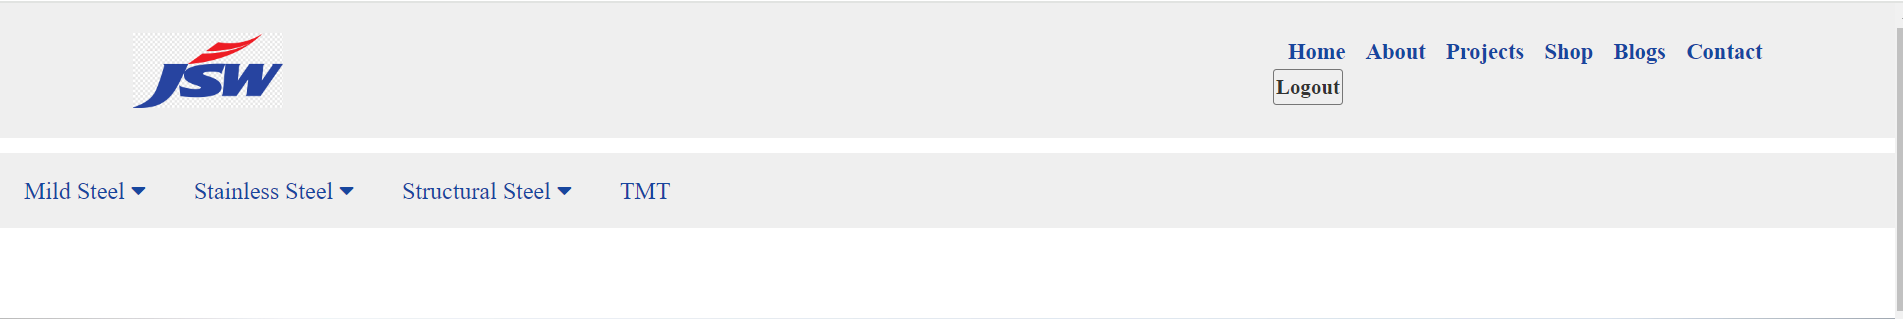 JSW
Home About Projects Shop Blogs Contact
Logout
Mild Steel Stainless Steel Structural Steel TMT